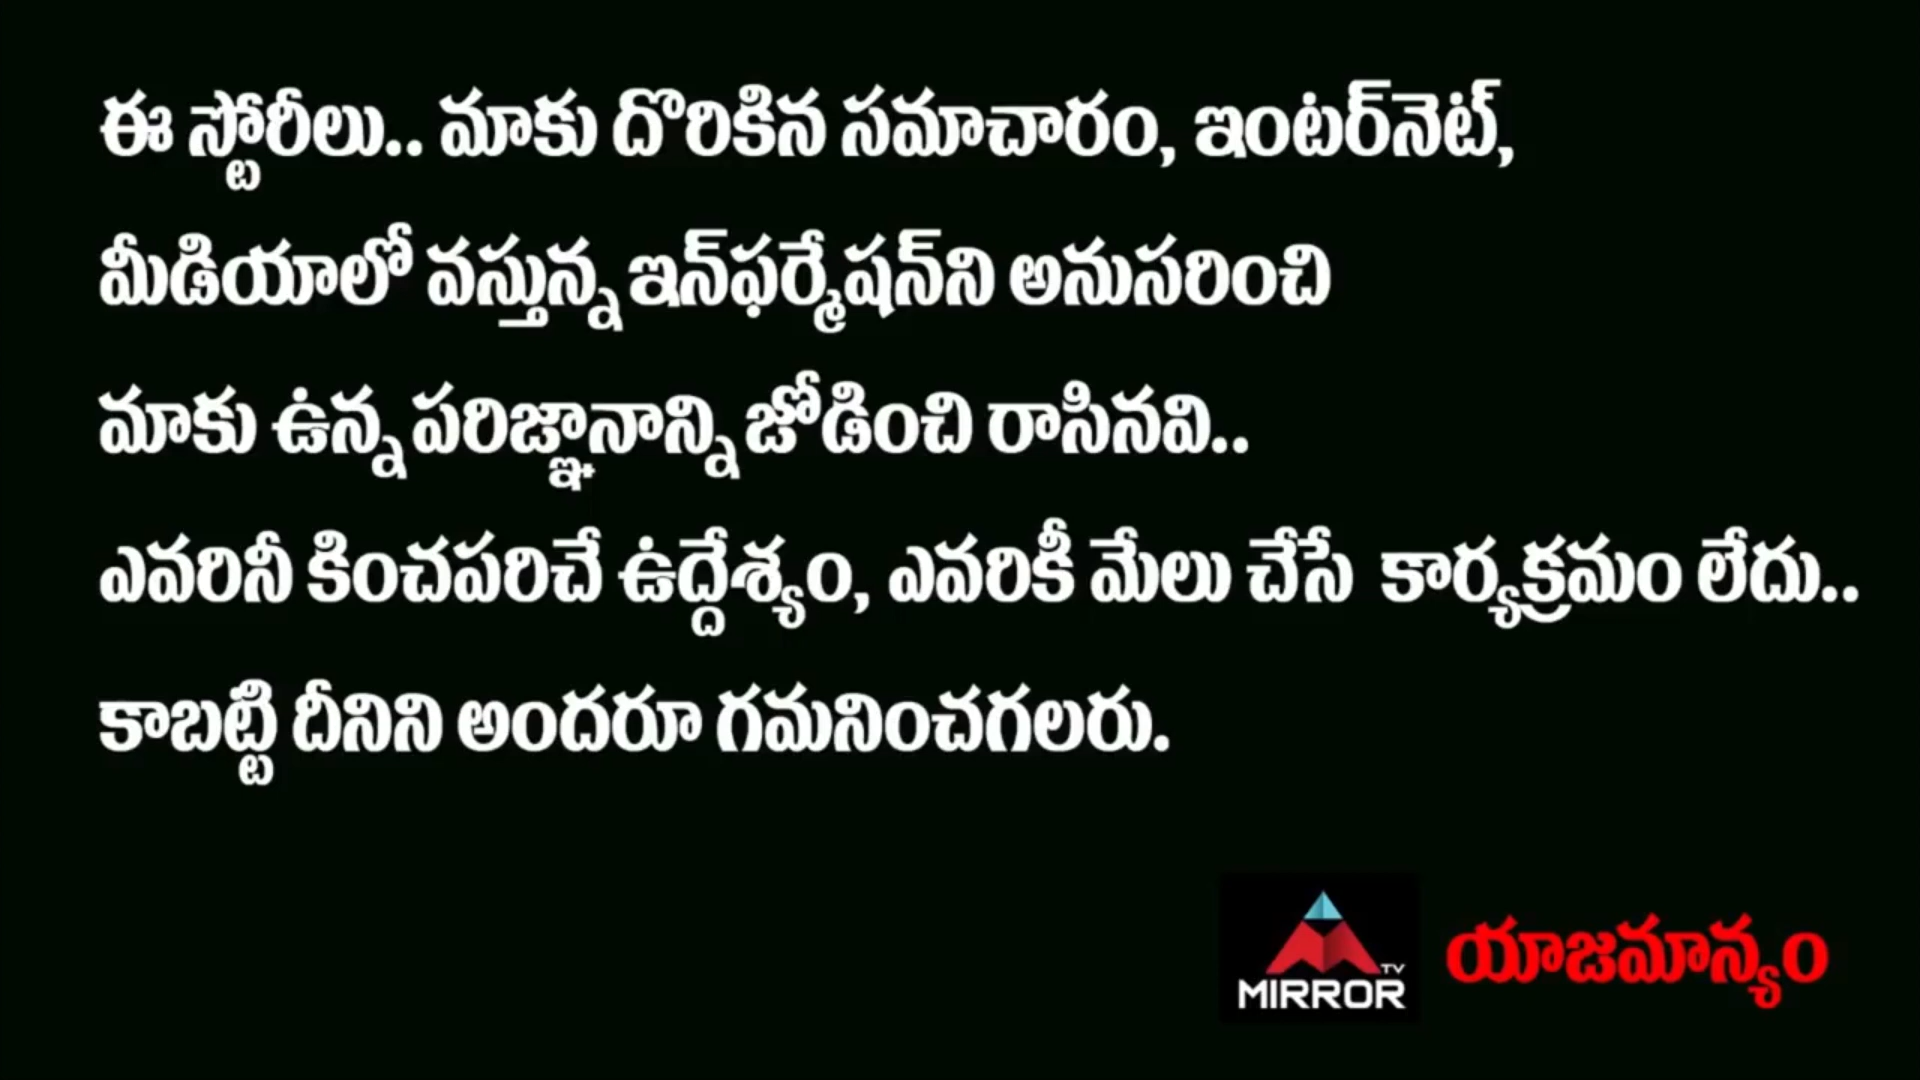 ఈ స్టోరీలు.. మాకు దొరికిన సమాచారం, ఇంటర్‌నెట్,
మీడియాలో వస్తున్న ఇన్‌ఫర్మేషన్‌ని అనుసరించి
మాకు ఉన్న పరిజ్ఞానాన్ని జోడించి రాసినవి..
ఎవరినీ కించపరిచే ఉద్దేశ్యం, ఎవరికీ మేలు చేసే కార్యక్రమం లేదు..
కాబట్టి దీనిని అందరూ గమనించగలరు.
TV
MIRROR
యాజమాన్యం